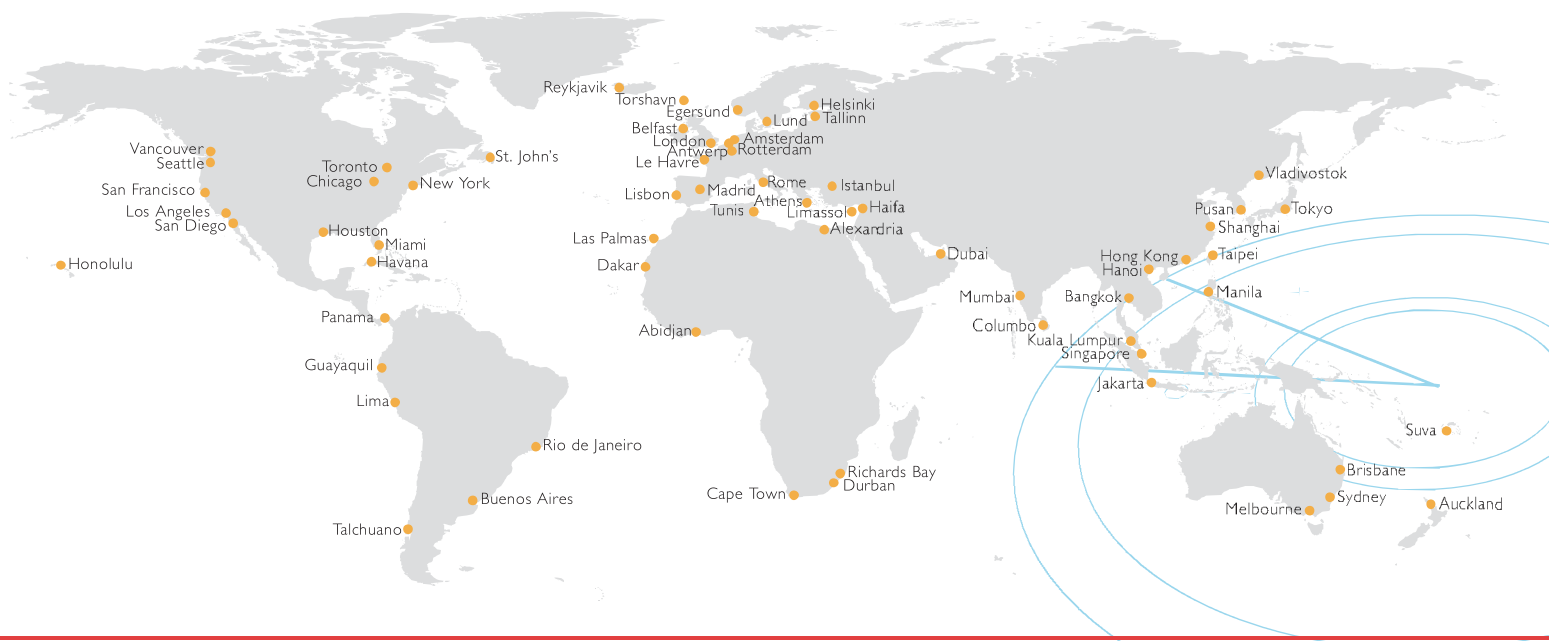 Reykjavik
Torshavn
Helsinki
Egersund
Tallinn
Lund
Belfast
London
Amsterdam
Vancouver
Antwerp
Rotterdam
Seattle
St. John's
Le Havre
Toronto
Vladivostok
Chicago
New York
Rome
San Francisco
Lisbon
Madrid
Istanbul
Athens
Haifa
Los Angeles
Tunis
Limassol
Pusan
Tokyo
San Diego
Houston
Alexandria
Shanghai
Las Palmas
Miami
Dubai
Hong Kong
Taipei
Honolulu
Havana
Dakar
Hanoi
Mumbai
Bangkok
Manila
Panama
Columbo
Abidjan
Kuala Lumpur
Singapore
Guayaquil
Jakarta
Lima
Suva
Rio de Janeiro
Richards Bay
Brisbane
Durban
Cape Town
Buenos Aires
Sydney
Melbourne
Auckland
Talchuano